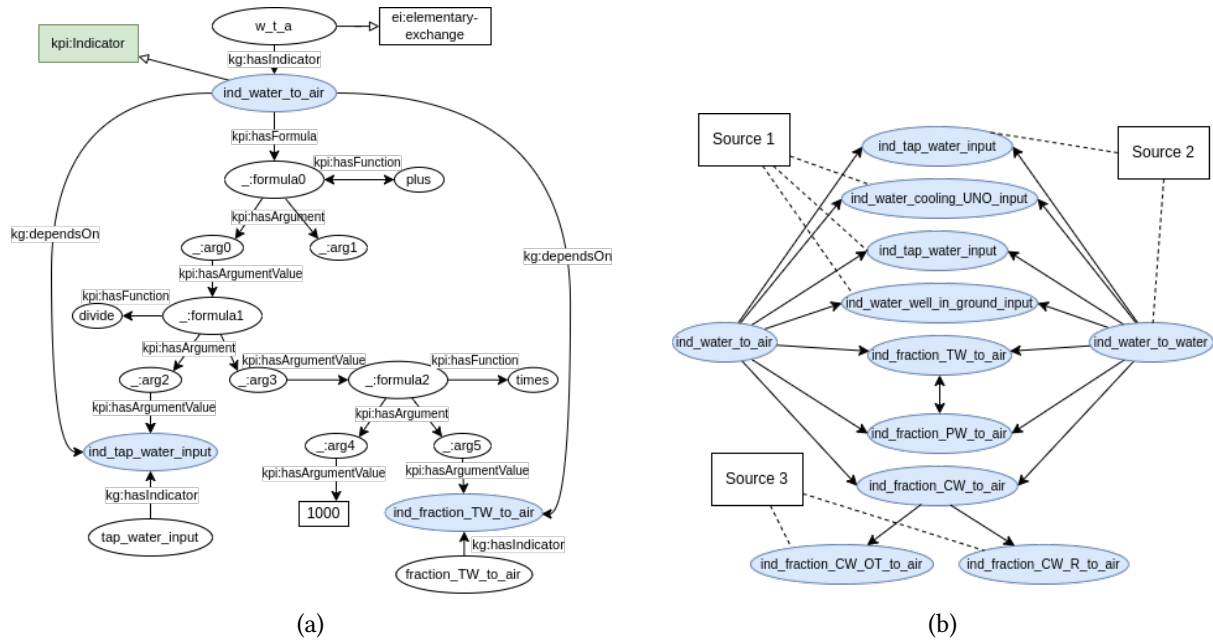 w_t_a
ei:elementary-
exchange
kpi:Indicator
kg:hasIndicator
ind_water_to_air
kpi:hasFormula
kpi:hasFunction
_:formula0
plus
kpi:hasArgument
kg:dependsOn
_:arg0
_:arg1
kg:dependsOn
kpi:hasArgumentValue
kpi:hasFunction
divide
_:formula1
kpi:hasArgument
kpi:hasArgumentValue
kpi:hasFunction
_:arg2
_:arg3
_:formula2
times
kpi:hasArgumentValue
kpi:hasArgument
ind_tap_water_input
_:arg4
_:arg5
kpi:hasArgumentValue
kpi:hasArgumentValue
kg:hasIndicator
1000
ind_fraction_TW_to_air
tap_water_input
kg:hasIndicator
fraction_TW_to_air
(a)
Source 1
ind_tap_water_input
Source 2
ind_water_cooling_UNO_input
ind_tap_water_input
ind_water_well_in_ground_input
ind_water_to_air
ind_water_to_water
ind_fraction_TW_to_air
ind_fraction_PW_to_air
Source 3
ind_fraction_CW_to_air
ind_fraction_CW_OT_to_air
ind_fraction_CW_R_to_air
(b)